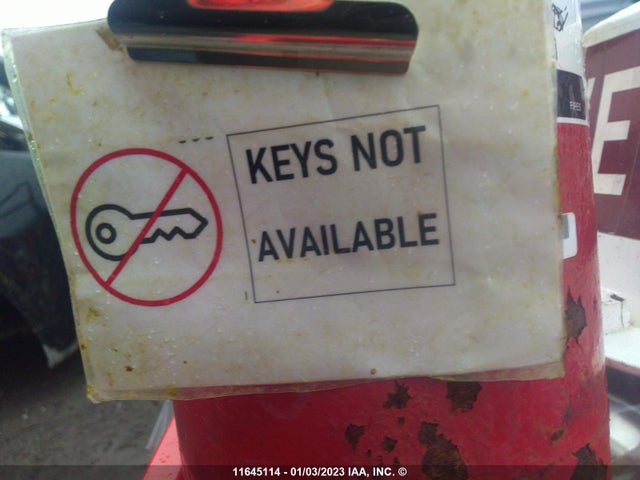 KEYS NOT
AVAILABLE
11645114 - 01/03/2023 IAA, INC. ©